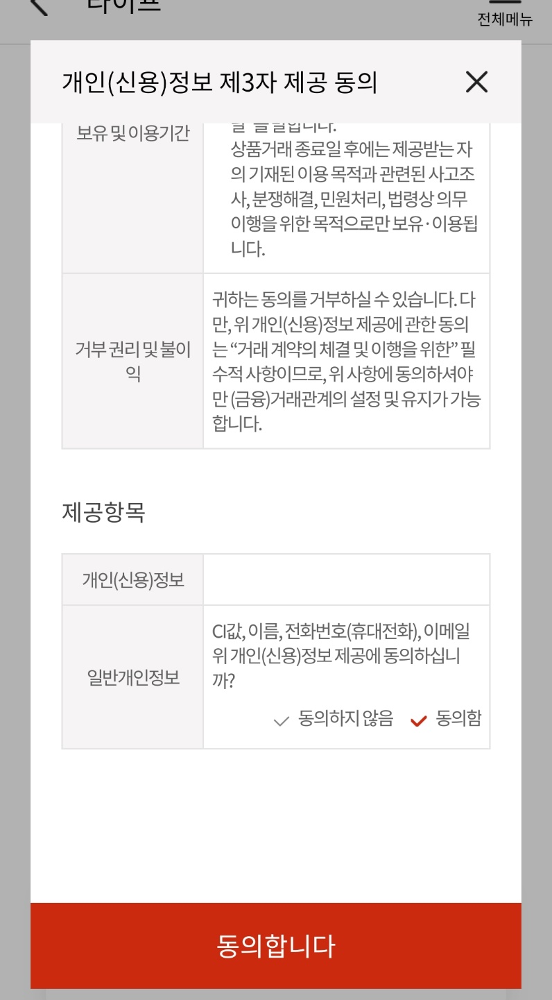 라이프
전체메뉴
개인(신용)정보 제3자 제공 동의
보유 및 이용기간
상품거래 종료일 후에는 제공받는 자
의 기재된 이용 목적과 관련된 사고조
사, 분쟁해결, 민원처리, 법령상 의무
이행을 위한 목적으로만 보유·이용됩
니다.
거부 권리 및 불이
익
귀하는 동의를 거부하실 수 있습니다. 다
만, 위 개인(신용)정보 제공에 관한 동의
는 “거래 계약의 체결 및 이행을 위한” 필
수적 사항이므로, 위 사항에 동의하셔야
만 (금융)거래관계의 설정 및 유지가 가능
합니다.
제공항목
개인(신용)정보
일반개인정보
CI값, 이름, 전화번호(휴대전화), 이메일
위 개인(신용)정보 제공에 동의하십니
까?
동의하지 않음 동의함
동의합니다